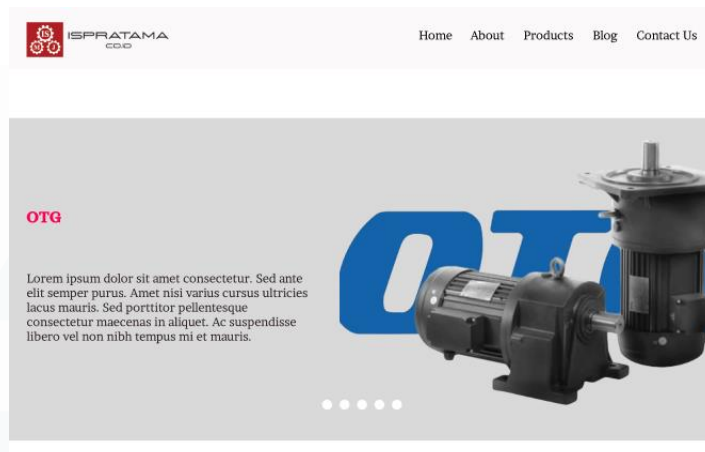 IS
M J
ISPRATAMA
CO.ID
Home About Products Blog Contact Us
OTG
Lorem ipsum dolor sit amet consectetur. Sed ante
elit semper purus. Amet nisi varius cursus ultricies
lacus mauris. Sed porttitor pellentesque
consectetur maecenas in aliquet. Ac suspendisse
libero vel non nibh tempus mi et mauris.